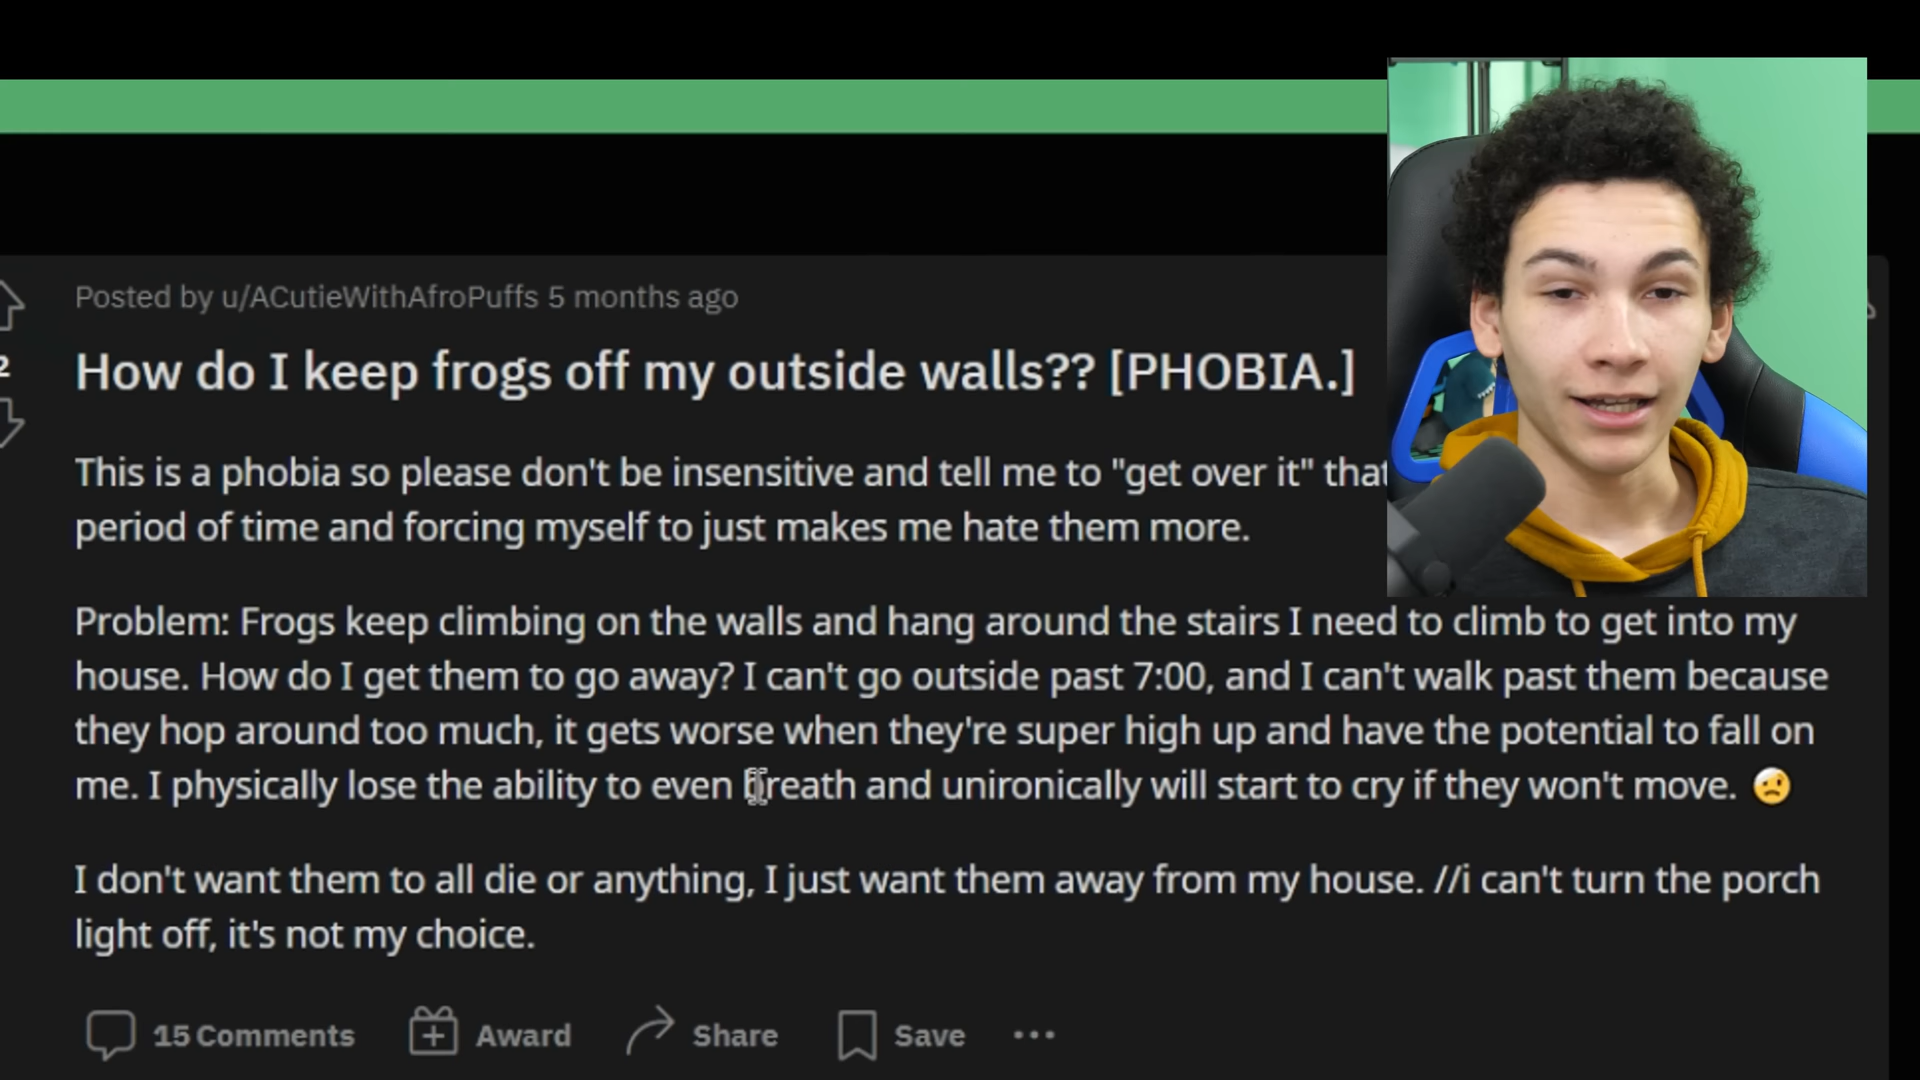 Posted by u/ACutieWithAfroPuffs 5 months ago
2
How do I keep frogs off my outside walls?? [PHOBIA.]
This is a phobia so please don't be insensitive and tell me to "get over it" that
period of time and forcing myself to just makes me hate them more.
Problem: Frogs keep climbing on the walls and hang around the stairs I need to climb to get into my
house. How do I get them to go away? I can't go outside past 7:00, and I can't walk past them because
they hop around too much, it gets worse when they're super high up and have the potential to fall on
me. I physically lose the ability to even breath and unironically will start to cry if they won't move. 🤕
I don't want them to all die or anything, I just want them away from my house. //i can't turn the porch
light off, it's not my choice.
15 Comments Award Share Save ...